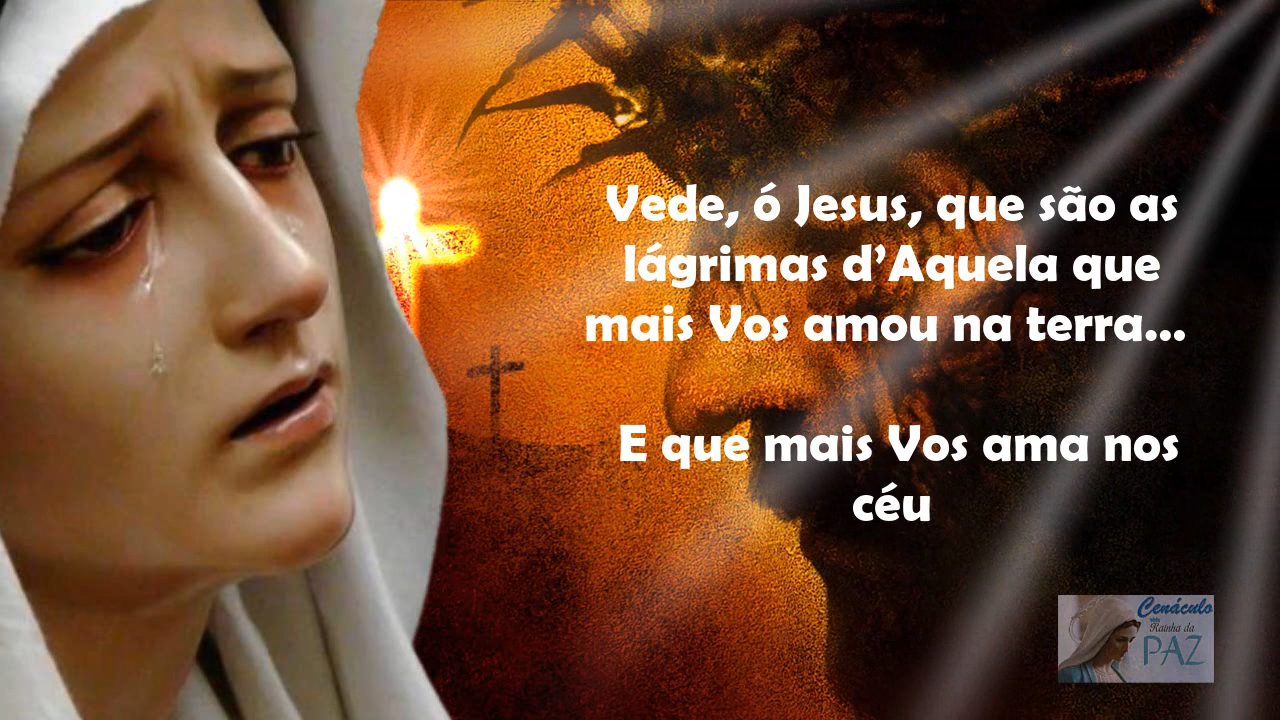 Vede, ó Jesus, que são as
lágrimas d’Aquela que
mais Vos amou na terra...
E que mais Vos ama nos
céu
Cenáculo
Rainha da
PAZ